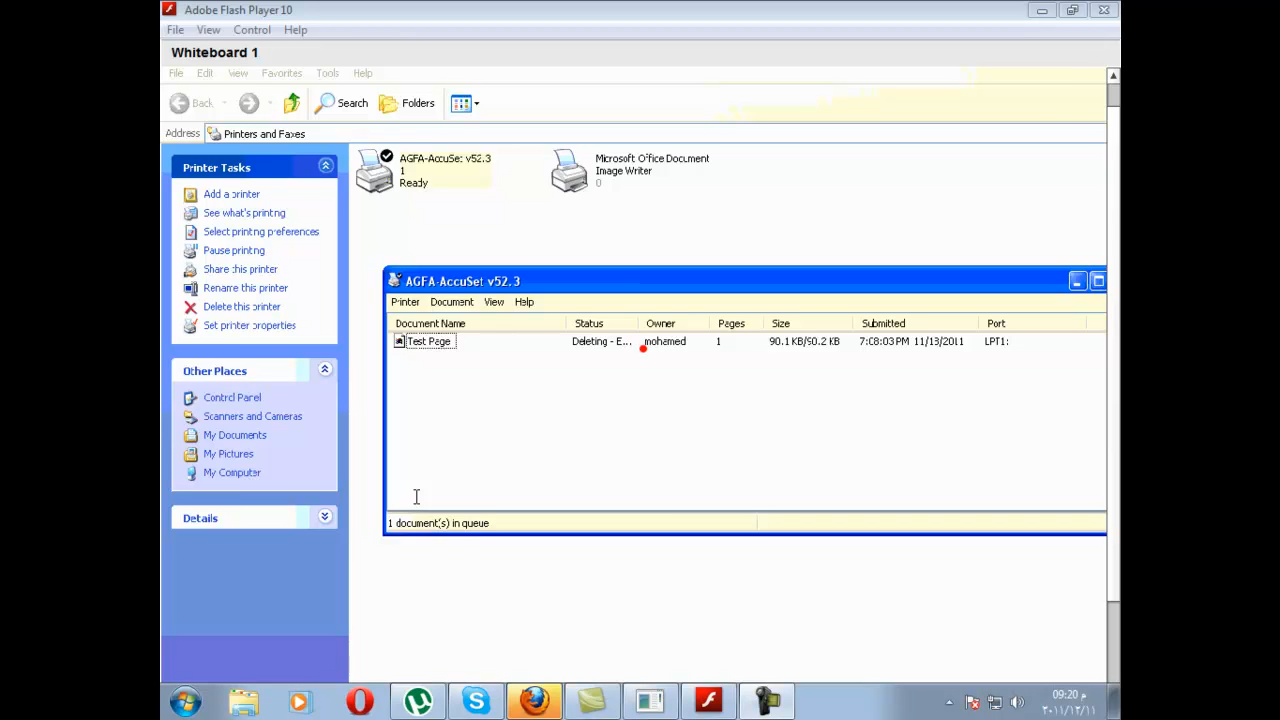 Adobe Flash Player 10
File View Control Help
Whiteboard 1
File Edit View Favorites Tools Help
Back Search Folders
Address Printers and Faxes
Printer Tasks
Add a printer
See what's printing
Select printing preferences
Pause printing
Share this printer
Rename this printer
Delete this printer
Set printer properties
Other Places
Control Panel
Scanners and Cameras
My Documents
My Pictures
My Computer
Details
AGFA-AccuSet v52.3
1
Ready
Microsoft Office Document
Image Writer
0
AGFA-AccuSet v52.3
Printer Document View Help
Document Name Status Owner Pages Size Submitted Port
Test Page Deleting - E... mohamed 1 90.1 KB/90.2 KB 7:08:03 PM 11/13/2011 LPT1:
1 document(s) in queue
09:20 م
٢٠١١/١٢/١١